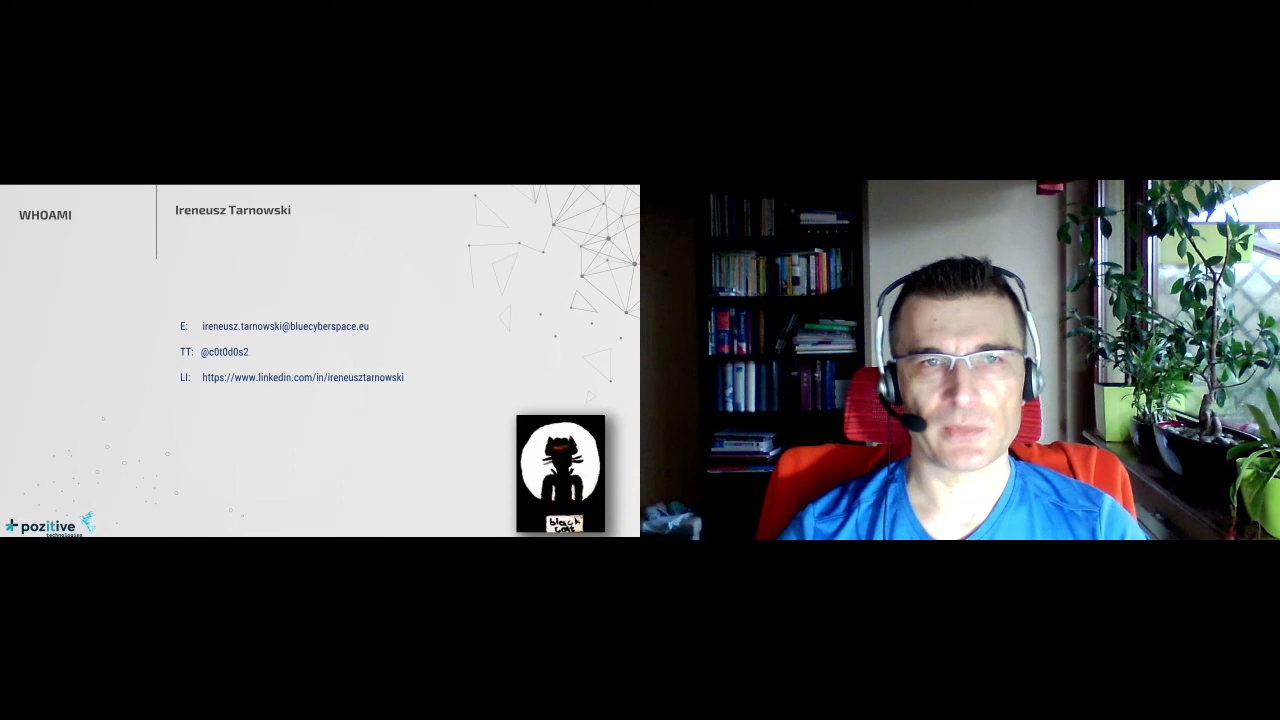 WHOAMI
Ireneusz Tarnowski
E: ireneusz.tarnowski@bluecyberspace.eu
TT: @c0t0d0s2
LI: https://www.linkedin.com/in/ireneusztarnowski
black
cat
pozitive
technologies